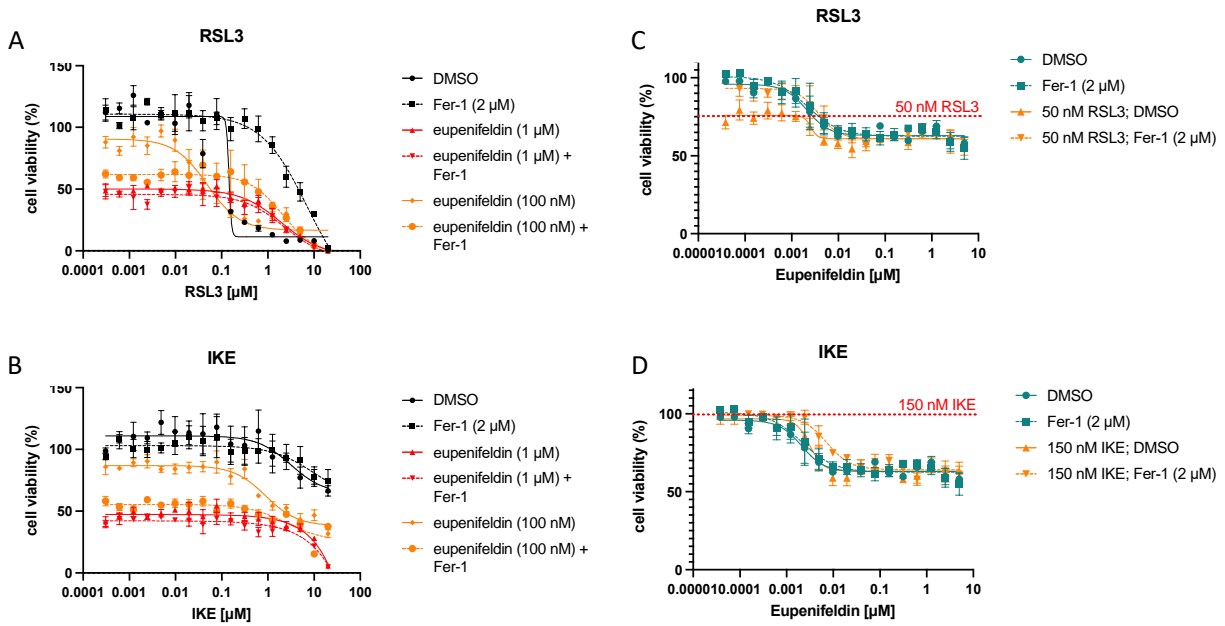 A
RSL3
cell viability (%)
150
100
50
0
0.0001
0.001
0.01
0.1
1
10
100
RSL3 [µM]
DMSO
Fer-1 (2 µM)
eupenifeldin (1 µM)
eupenifeldin (1 µM) +
Fer-1
eupenifeldin (100 nM)
eupenifeldin (100 nM) +
Fer-1
C
RSL3
cell viability (%)
100
50
0
50 nM RSL3
0.00001
0.0001
0.001
0.01
0.1
1
10
Eupenifeldin [µM]
DMSO
Fer-1 (2 µM)
50 nM RSL3; DMSO
50 nM RSL3; Fer-1 (2 µM)
B
IKE
cell viability (%)
150
100
50
0
0.0001
0.001
0.01
0.1
1
10
100
IKE [µM]
DMSO
Fer-1 (2 µM)
eupenifeldin (1 µM)
eupenifeldin (1 µM) +
Fer-1
eupenifeldin (100 nM)
eupenifeldin (100 nM) +
Fer-1
D
IKE
cell viability (%)
100
50
0
150 nM IKE
0.00001
0.0001
0.001
0.01
0.1
1
10
Eupenifeldin [µM]
DMSO
Fer-1 (2 µM)
150 nM IKE; DMSO
150 nM IKE; Fer-1 (2 µM)